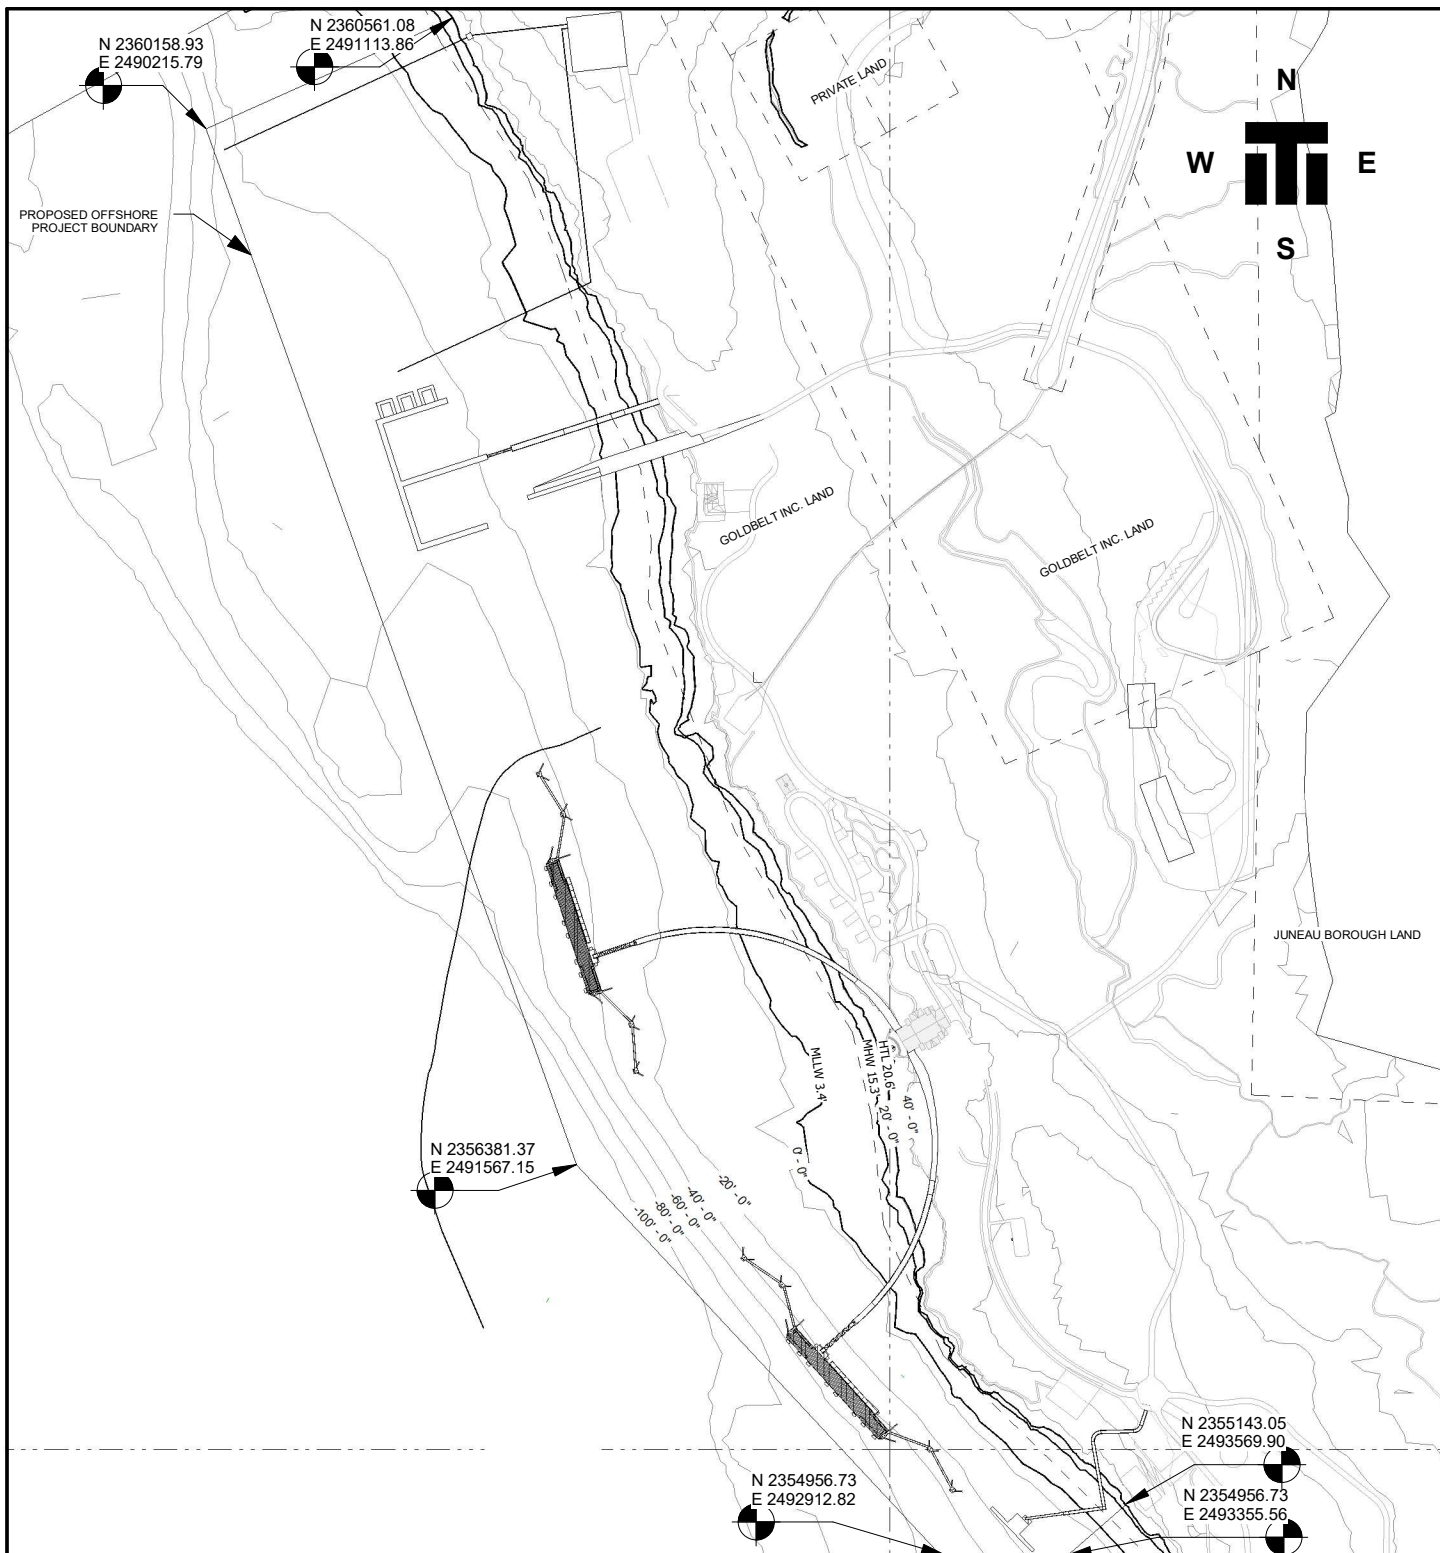 N 2360561.08
E 2491113.86
N 2360158.93
E 2490215.79
PRIVATE LAND
N
W
E
S
PROPOSED OFFSHORE
PROJECT BOUNDARY
GOLDBELT INC. LAND
GOLDBELT INC. LAND
JUNEAU BOROUGH LAND
MLLW 3.4'
HTL 20.6'
MHW 15.3'
40' - 0"
20' - 0"
0' - 0"
-20' - 0"
-40' - 0"
-60' - 0"
-80' - 0"
-100' - 0"
N 2356381.37
E 2491567.15
N 2355143.05
E 2493569.90
N 2354956.73
E 2492912.82
N 2354956.73
E 2493355.56